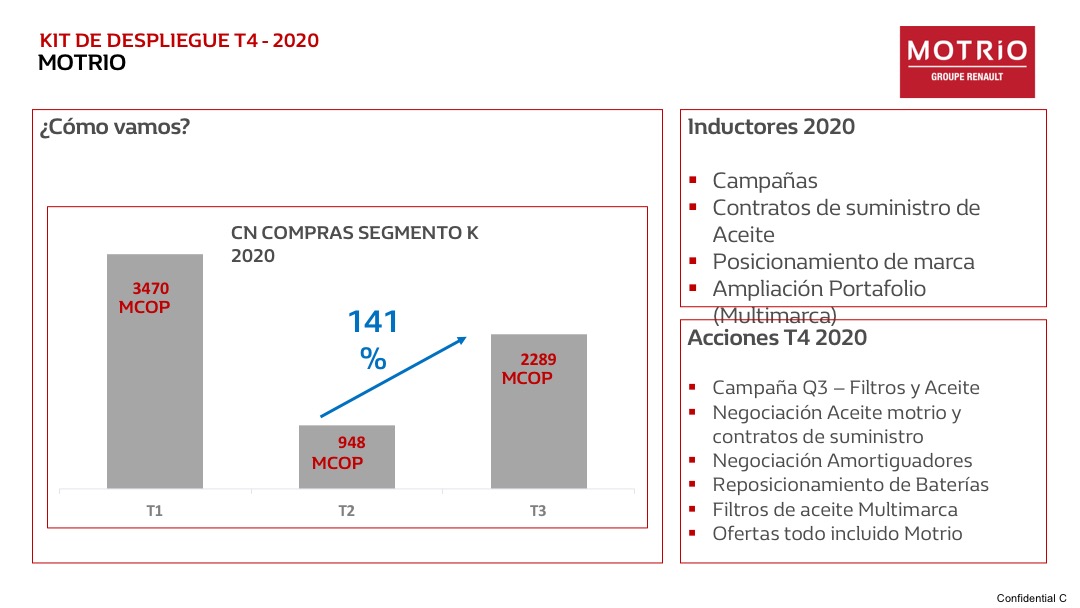 KIT DE DESPLIEGUE T4 - 2020
MOTRIO
MOTRiO
GROUPE RENAULT
¿Cómo vamos?
CN COMPRAS SEGMENTO K
2020
3470
MCOP
141
%
948
MCOP
2289
MCOP
T1
T2
T3
Inductores 2020
Campañas
Contratos de suministro de
Aceite
Posicionamiento de marca
Ampliación Portafolio
(Multimarca)
Acciones T4 2020
Campaña Q3 – Filtros y Aceite
Negociación Aceite motrio y
contratos de suministro
Negociación Amortiguadores
Reposicionamiento de Baterías
Filtros de aceite Multimarca
Ofertas todo incluido Motrio
Confidential C